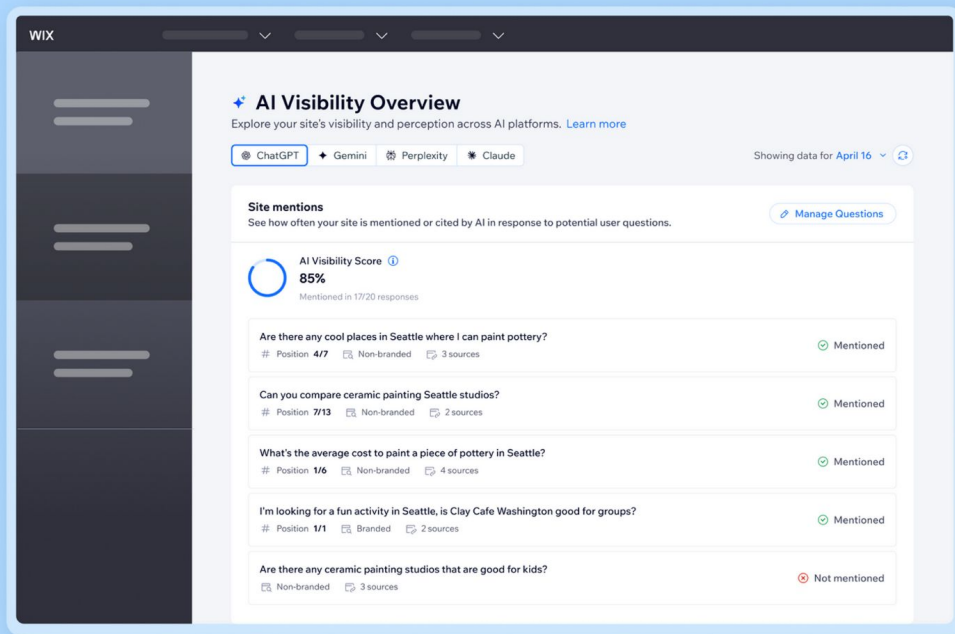 WIX
AI Visibility Overview
Explore your site's visibility and perception across AI platforms. Learn more
ChatGPT Gemini Perplexity Claude
Showing data for April 16
Site mentions
See how often your site is mentioned or cited by AI in response to potential user questions.
Manage Questions
AI Visibility Score
85%
Mentioned in 17/20 responses
Are there any cool places in Seattle where I can paint pottery?
# Position 4/7 Non-branded 3 sources
Mentioned
Can you compare ceramic painting Seattle studios?
# Position 7/13 Non-branded 2 sources
Mentioned
What's the average cost to paint a piece of pottery in Seattle?
# Position 1/6 Non-branded 4 sources
Mentioned
I'm looking for a fun activity in Seattle, is Clay Cafe Washington good for groups?
# Position 1/1 Branded 2 sources
Mentioned
Are there any ceramic painting studios that are good for kids?
Non-branded 3 sources
Not mentioned